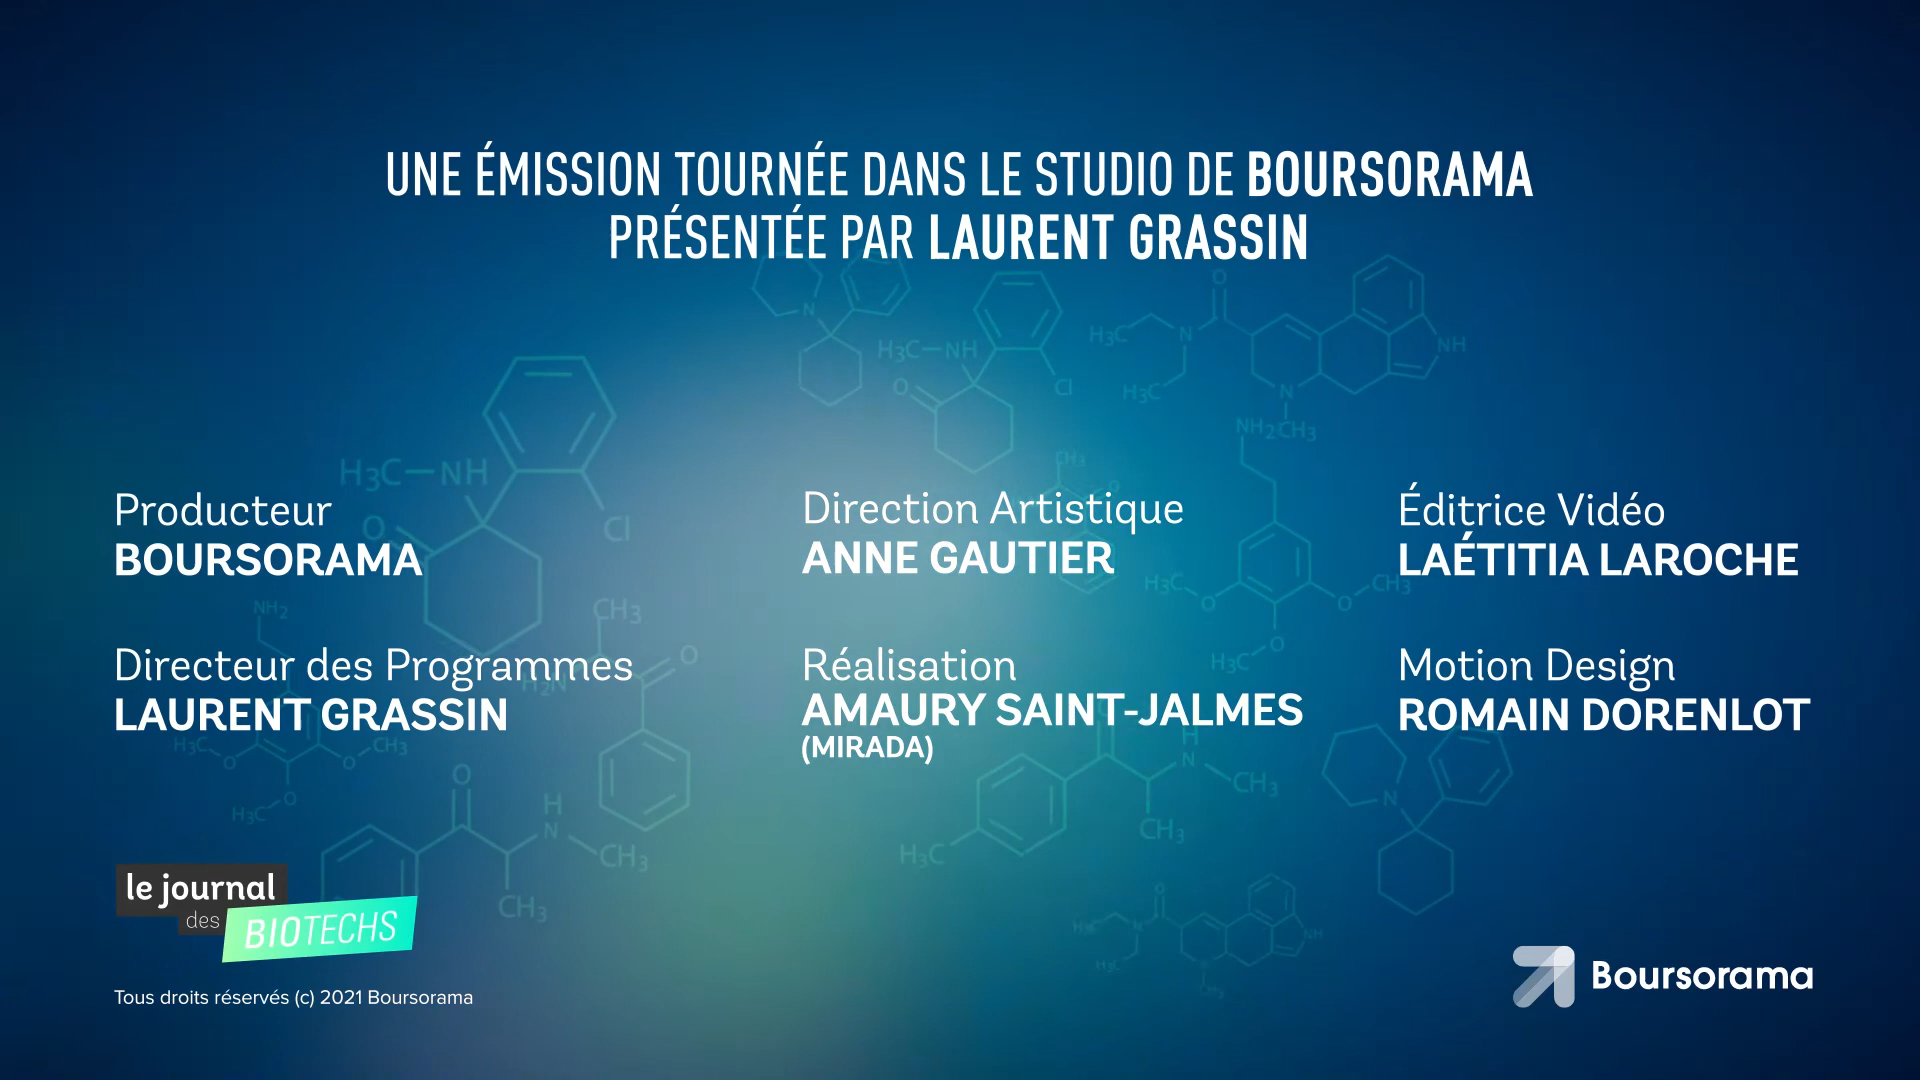 UNE ÉMISSION TOURNÉE DANS LE STUDIO DE BOURSORAMA
PRÉSENTÉE PAR LAURENT GRASSIN
Producteur
BOURSORAMA
Directeur des Programmes
LAURENT GRASSIN
Direction Artistique
ANNE GAUTIER
Réalisation
AMAURY SAINT-JALMES
(MIRADA)
Éditrice Vidéo
LAÉTITIA LAROCHE
Motion Design
ROMAIN DORENLOT
le journal
des
BIOTECHS
Tous droits réservés (c) 2021 Boursorama
Boursorama